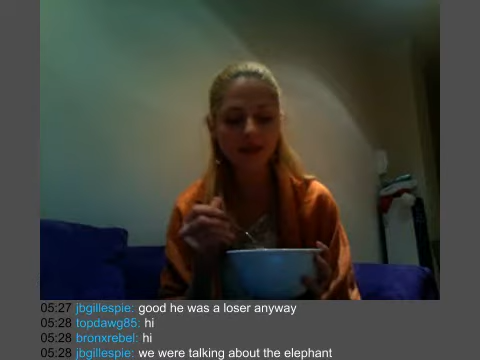 05:27 jbgillespie: good he was a loser anyway
05:28 topdawg85: hi
05:28 bronxrebel: hi
05:28 jbgillespie: we were talking about the elephant